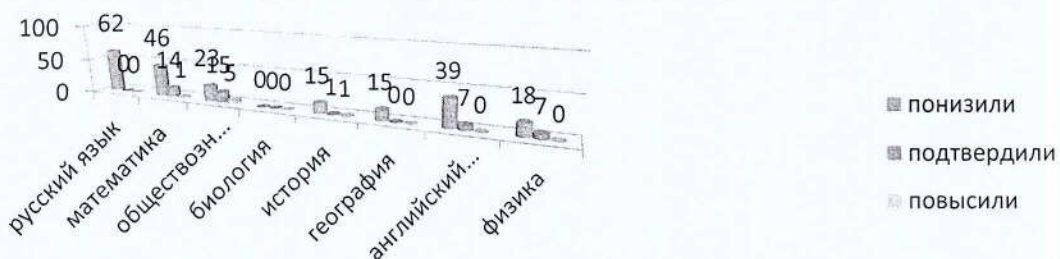 100
50
0
62
0
0
46
14
1
23
15
5
0
0
0
15
1
1
15
0
0
39
7
0
18
7
0
русский язык
математика
обществозн...
биология
история
география
английский...
физика
понизили
подтвердили
повысили